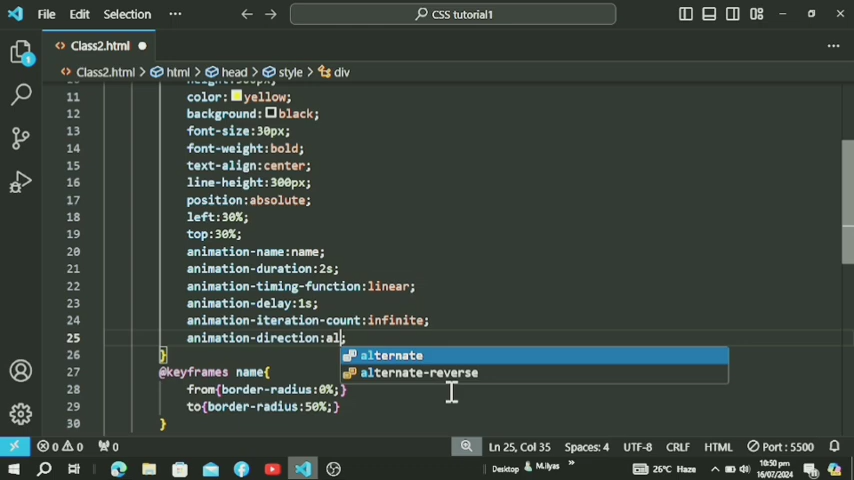 File Edit Selection ··· CSS tutorial1
Class2.html
Class2.html > html > head > style > div
11 color: yellow;
12 background: black;
13 font-size:30px;
14 font-weight:bold;
15 text-align:center;
16 line-height:300px;
17 position:absolute;
18 left:30%;
19 top:30%;
20 animation-name:name;
21 animation-duration:2s;
22 animation-timing-function:linear;
23 animation-delay:1s;
24 animation-iteration-count:infinite;
25 animation-direction:al;
26 }
alternate
27 @keyframes name{
alternate-reverse
28 from{border-radius:0%;}
29 to{border-radius:50%;}
30 }
0 0 0 Ln 25, Col 35 Spaces: 4 UTF-8 CRLF HTML Port : 5500
Desktop M.Ilyas » 26°C Haze 10:50 pm
16/07/2024